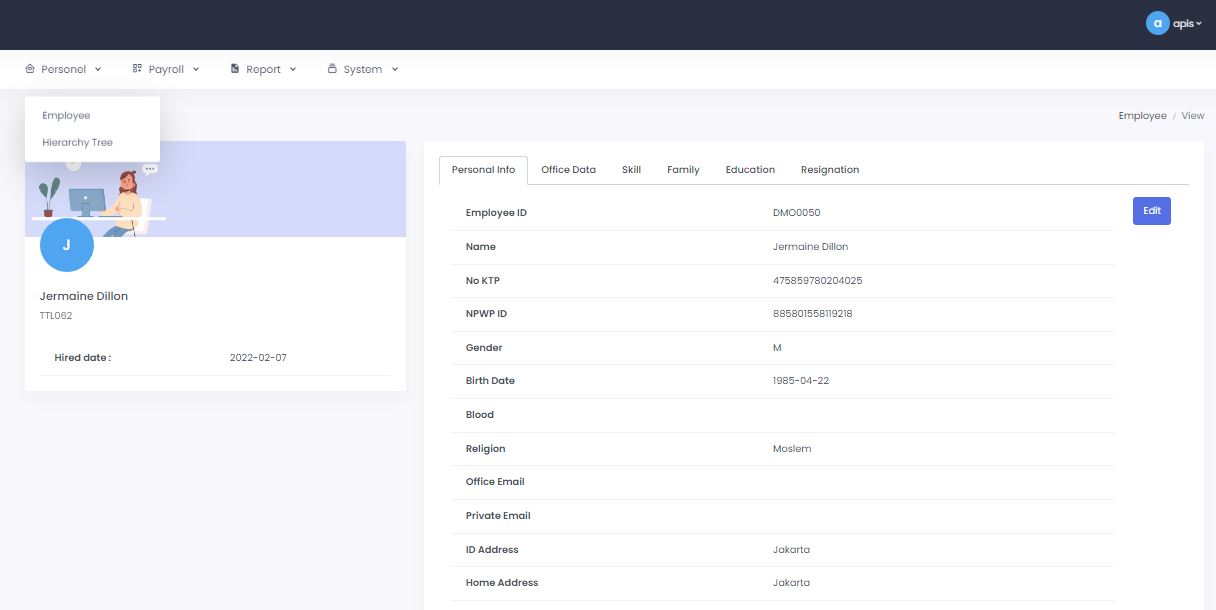 a apis
Personel Payroll Report System
Employee
Hierarchy Tree
Employee / View
J
Jermaine Dillon
TTL062
Hired date : 2022-02-07
Personal Info Office Data Skill Family Education Resignation
Edit
Employee ID DMO0050
Name Jermaine Dillon
No KTP 475859780204025
NPWP ID 885801558119218
Gender M
Birth Date 1985-04-22
Blood
Religion Moslem
Office Email
Private Email
ID Address Jakarta
Home Address Jakarta